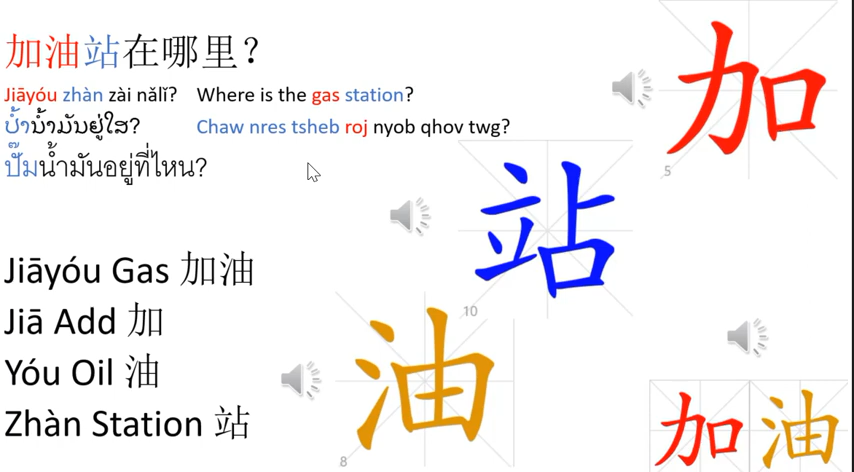 加油站在哪里？
Jiāyóu zhàn zài nǎlǐ? Where is the gas station?
ປ້ຳນ້ຳມັນຢູ່ໃສ? Chaw nres tsheb roj nyob qhov twg?
ปั๊มน้ำมันอยู่ที่ไหน?
Jiāyóu Gas 加油
Jiā Add 加
Yóu Oil 油
Zhàn Station 站
加
5
站
10
油
8
加油